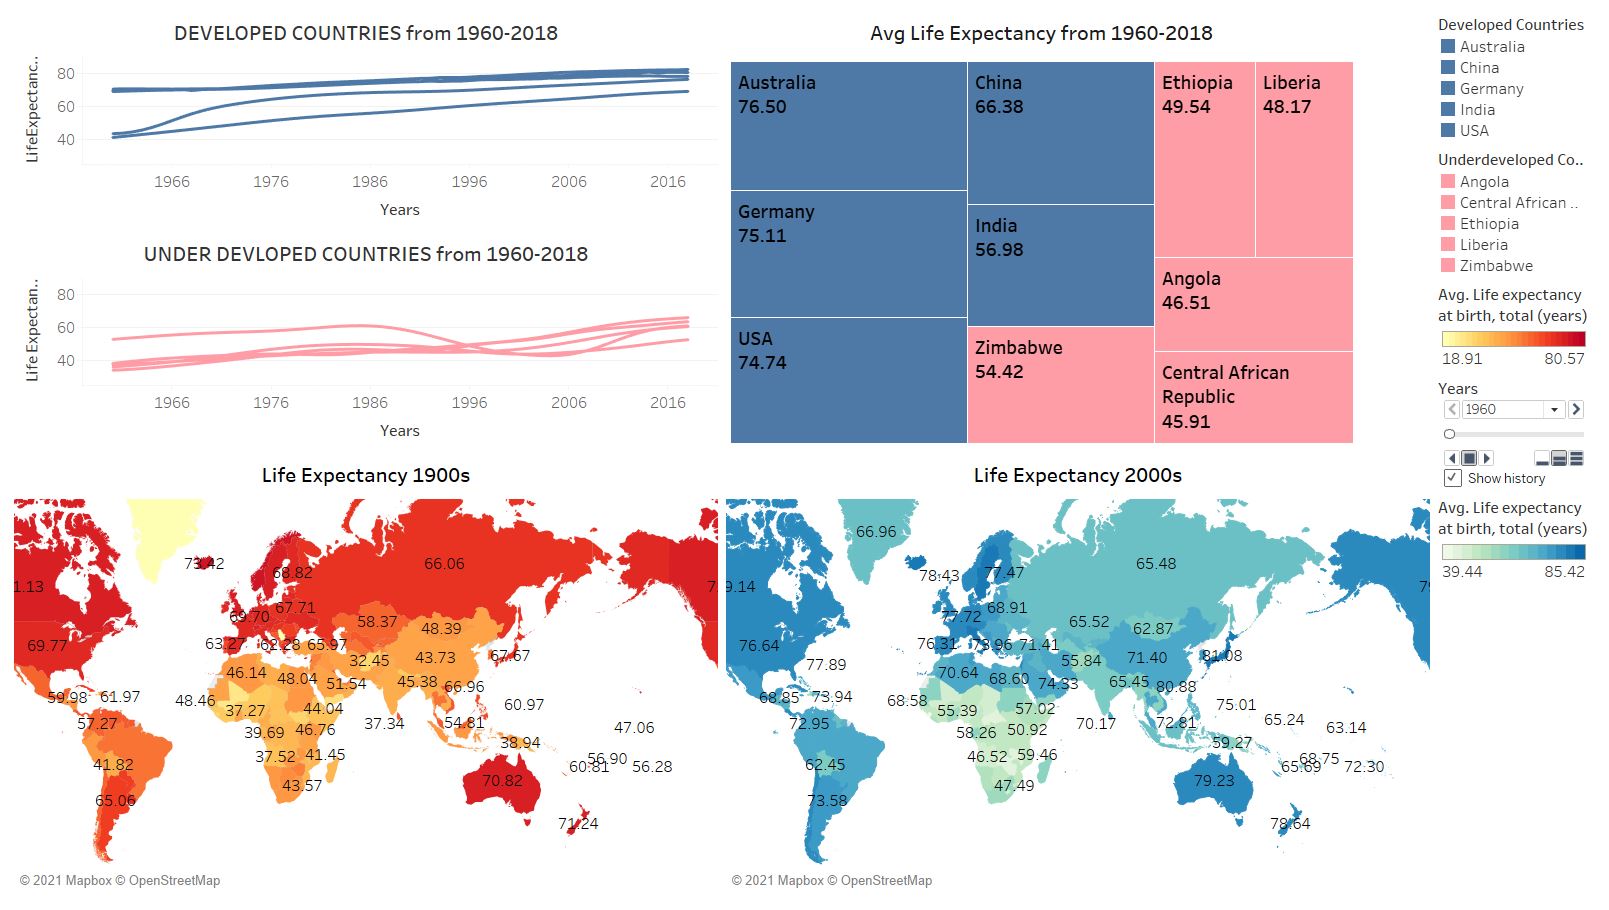 DEVELOPED COUNTRIES from 1960-2018
LifeExpectanc..
80
60
40
1966 1976 1986 1996 2006 2016
Years
UNDER DEVLOPED COUNTRIES from 1960-2018
Life Expectan..
80
60
40
1966 1976 1986 1996 2006 2016
Years
Avg Life Expectancy from 1960-2018
Australia
76.50
Germany
75.11
USA
74.74
China
66.38
India
56.98
Zimbabwe
54.42
Ethiopia
49.54
Liberia
48.17
Angola
46.51
Central African
Republic
45.91
Developed Countries
Australia
China
Germany
India
USA
Underdeveloped Co..
Angola
Central African ..
Ethiopia
Liberia
Zimbabwe
Avg. Life expectancy
at birth, total (years)
18.91 80.57
Years
1960
Show history
Avg. Life expectancy
at birth, total (years)
39.44 85.42
Life Expectancy 1900s
73.42
68.82
66.06
1.13
67.71
69.70
58.37
48.39
69.77
63.27
62.28
65.97
32.45
43.73
67.67
46.14
48.04
51.54
45.38
66.96
59.98
61.97
48.46
37.27
44.04
60.97
57.27
39.69
46.76
37.34
54.81
47.06
38.94
41.82
37.52
41.45
56.90
60.81
56.28
43.57
70.82
65.06
71.24
© 2021 Mapbox © OpenStreetMap
Life Expectancy 2000s
66.96
78.43
77.47
65.48
9.14
79
68.91
77.72
65.52
62.87
76.64
76.31
73.96
71.41
77.89
55.84
71.40
81.08
70.64
68.60
74.33
65.45
80.88
68.85
73.94
68.58
55.39
57.02
75.01
72.95
58.26
50.92
70.17
72.81
65.24
63.14
59.27
62.45
46.52
59.46
68.75
65.69
72.30
47.49
79.23
73.58
78.64
© 2021 Mapbox © OpenStreetMap